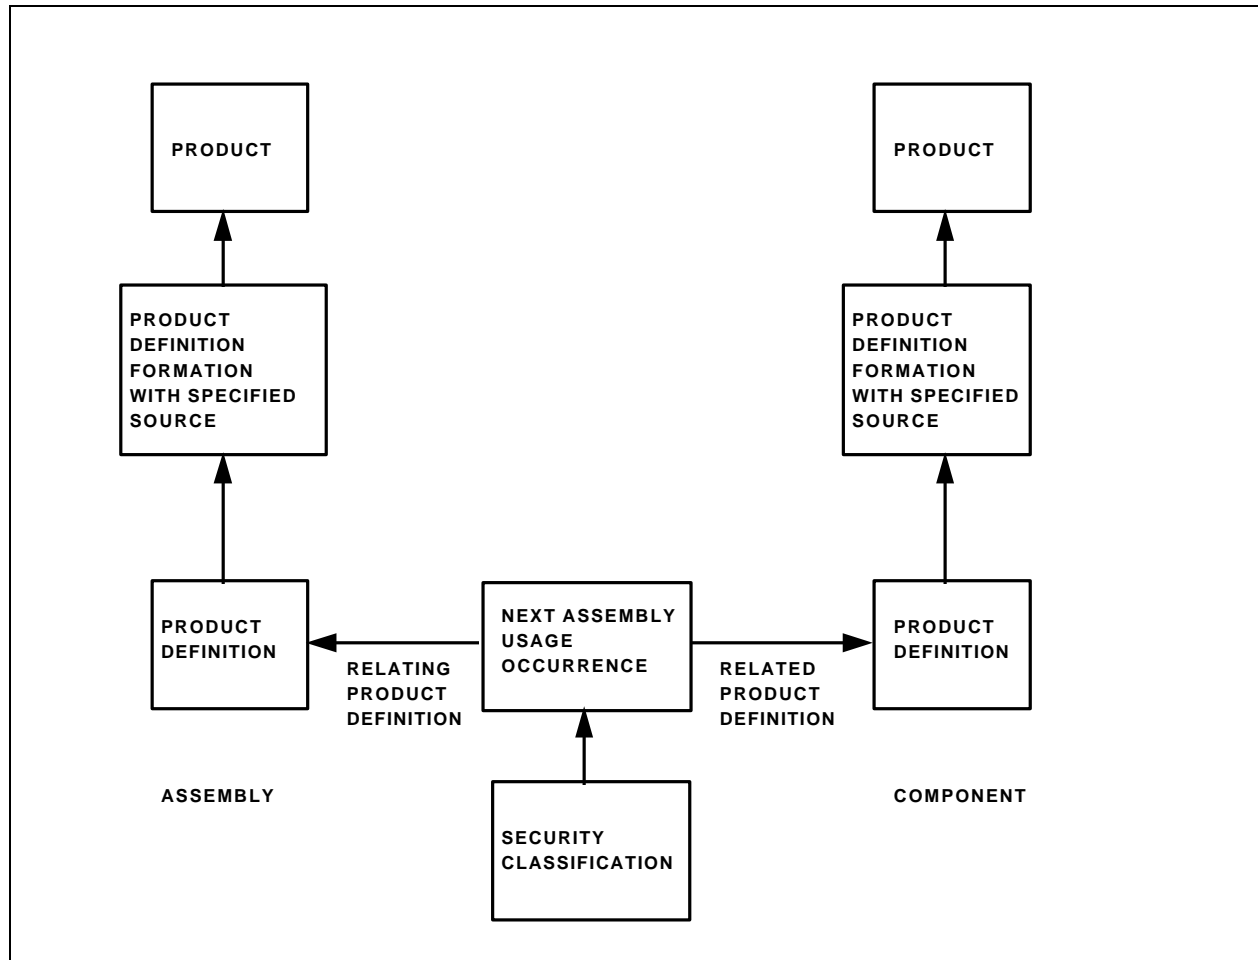 PRODUCT
PRODUCT
PRODUCT
DEFINITION
FORMATION
WITH SPECIFIED
SOURCE
PRODUCT
DEFINITION
FORMATION
WITH SPECIFIED
SOURCE
PRODUCT
DEFINITION
RELATING
PRODUCT
DEFINITION
NEXT ASSEMBLY
USAGE
OCCURRENCE
RELATED
PRODUCT
DEFINITION
PRODUCT
DEFINITION
ASSEMBLY
COMPONENT
SECURITY
CLASSIFICATION